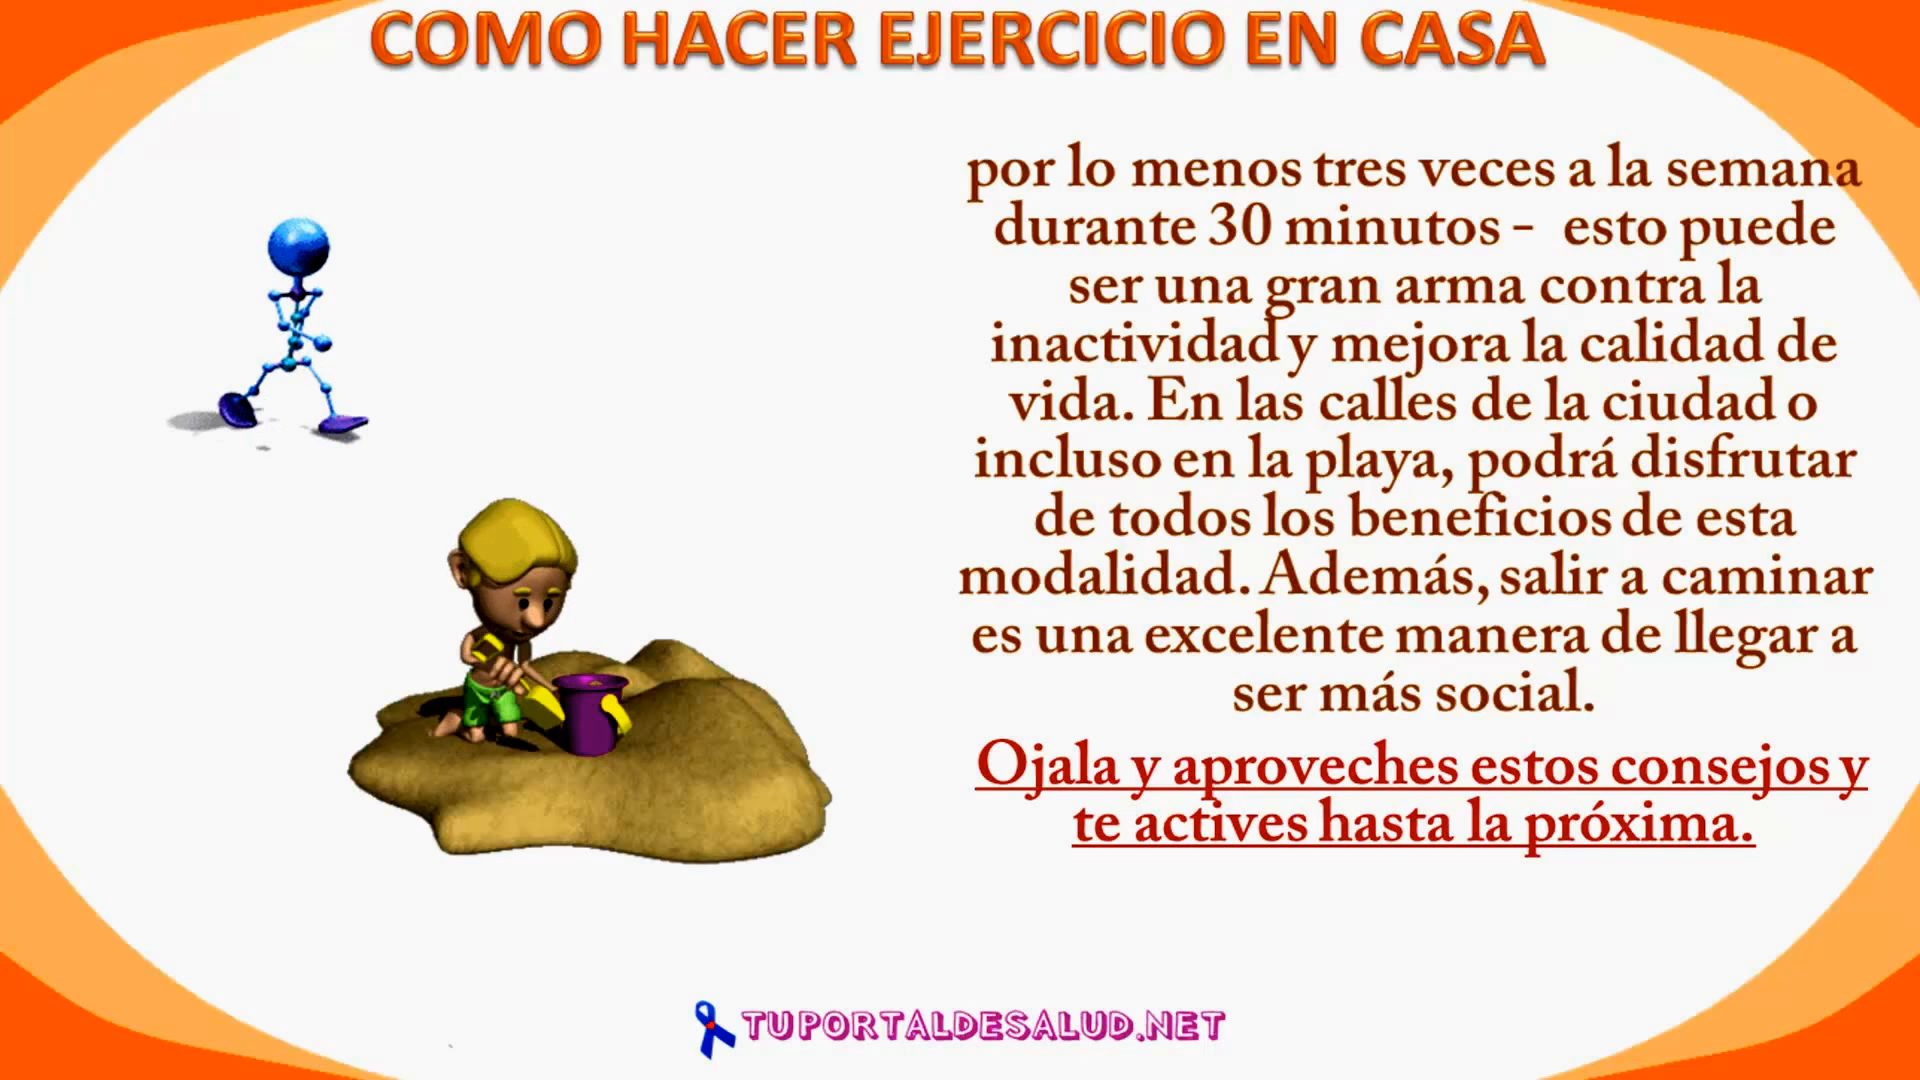 COMO HACER EJERCICIO EN CASA
por lo menos tres veces a la semana
durante 30 minutos - esto puede
ser una gran arma contra la
inactividad y mejora la calidad de
vida. En las calles de la ciudad o
incluso en la playa, podrá disfrutar
de todos los beneficios de esta
modalidad. Además, salir a caminar
es una excelente manera de llegar a
ser más social.
Ojala y aproveches estos consejos y
te actives hasta la próxima.
TUPORTALDESALUD.NET